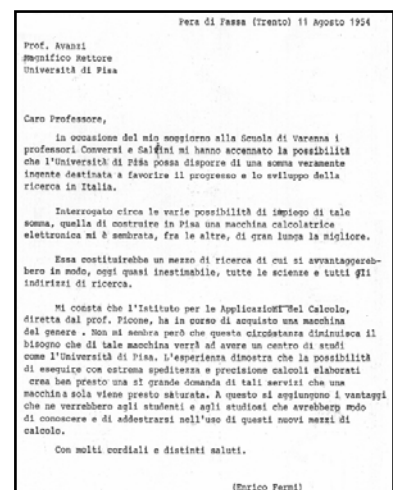 Pera di Fassa (Trento) 11 Agosto 1954
Prof. Avanzi
Magnifico Rettore
Università di Pisa
Caro Professore,
in occasione del mio soggiorno alla Scuola di Varenna i
professori Conversi e Salvini mi hanno accennato la possibilità
che l'Università di Pisa possa disporre di una somma veramente
ingente destinata a favorire il progresso e lo sviluppo della
ricerca in Italia.
Interrogato circa le varie possibilità di impiego di tale
somma, quella di costruire in Pisa una macchina calcolatrice
elettronica mi è sembrata, fra le altre, di gran lunga la migliore.
Essa costituirebbe un mezzo di ricerca di cui si avvantaggereb-
bero in modo, oggi quasi inestimabile, tutte le scienze e tutti gli
indirizzi di ricerca.
Mi consta che l'Istituto per le Applicazioni del Calcolo,
diretta dal prof. Picone, ha in corso di acquisto una macchina
del genere . Non mi sembra però che questa circostanza diminuisca il
bisogno che di tale macchina verrà ad avere un centro di studi
come l'Università di Pisa. L'esperienza dimostra che la possibilità
di eseguire con estrema speditezza e precisione calcoli elaborati
crea ben presto una sì grande domanda di tali servizi che una
macchina sola viene presto saturata. A questo si aggiungono i vantaggi
che ne verrebbero agli studenti e agli studiosi che avrebbero modo
di conoscere e di addestrarsi nell'uso di questi nuovi mezzi di
calcolo.
Con molti cordiali e distinti saluti.
(Enrico Fermi)